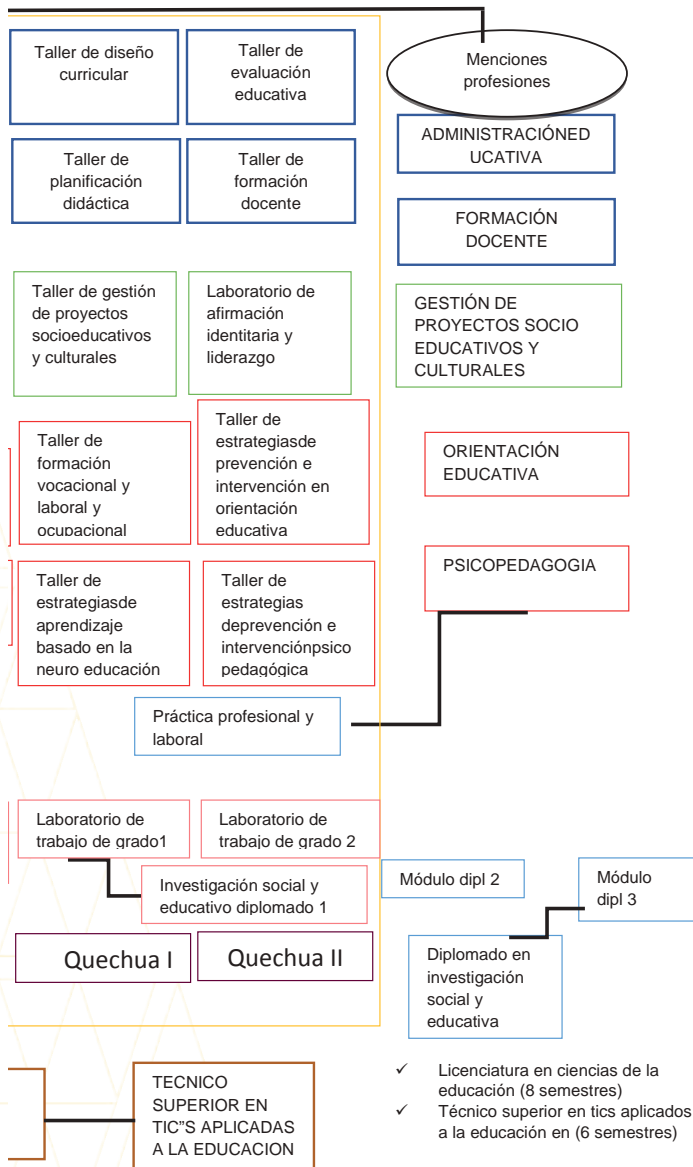 Taller de diseño
curricular
Taller de
evaluación
educativa
Menciones
profesiones
ADMINISTRACIÓNED
UCATIVA
Taller de
planificación
didáctica
Taller de
formación
docente
FORMACIÓN
DOCENTE
Taller de gestión
de proyectos
socioeducativos
y culturales
Laboratorio de
afirmación
identitaria y
liderazgo
GESTIÓN DE
PROYECTOS SOCIO
EDUCATIVOS Y
CULTURALES
Taller de
formación
vocacional y
laboral y
ocupacional
Taller de
estrategiasde
prevención e
intervención en
orientación
educativa
ORIENTACIÓN
EDUCATIVA
Taller de
estrategiasde
aprendizaje
basado en la
neuro educación
Taller de
estrategias
deprevención e
intervenciónpsico
pedagógica
PSICOPEDAGOGIA
Práctica profesional y
laboral
Laboratorio de
trabajo de grado1
Laboratorio de
trabajo de grado 2
Investigación social y
educativo diplomado 1
Módulo dipl 2
Módulo
dipl 3
Quechua I
Quechua II
Diplomado en
investigación
social y
educativa
TECNICO
SUPERIOR EN
TIC"S APLICADAS
A LA EDUCACION
✓ Licenciatura en ciencias de la
educación (8 semestres)
✓ Técnico superior en tics aplicados
a la educación en (6 semestres)